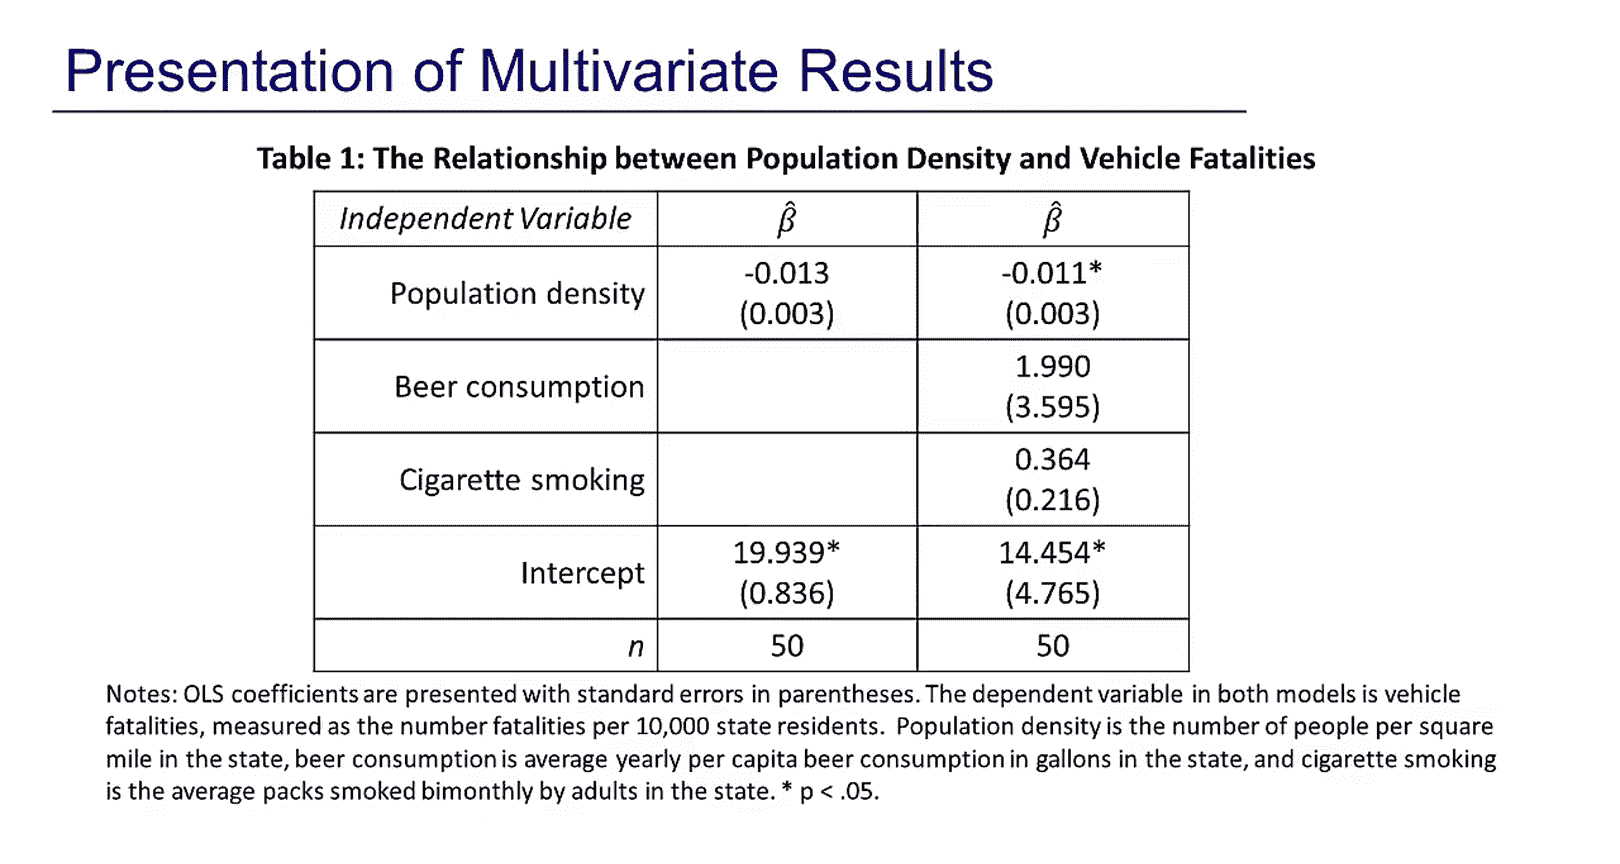 Presentation of Multivariate Results
Table 1: The Relationship between Population Density and Vehicle Fatalities
Independent Variable β̂ β̂
Population density -0.013 -0.011*
(0.003) (0.003)
Beer consumption 1.990
(3.595)
Cigarette smoking 0.364
(0.216)
Intercept 19.939* 14.454*
(0.836) (4.765)
n 50 50
Notes: OLS coefficients are presented with standard errors in parentheses. The dependent variable in both models is vehicle
fatalities, measured as the number fatalities per 10,000 state residents. Population density is the number of people per square
mile in the state, beer consumption is average yearly per capita beer consumption in gallons in the state, and cigarette smoking
is the average packs smoked bimonthly by adults in the state. * p < .05.